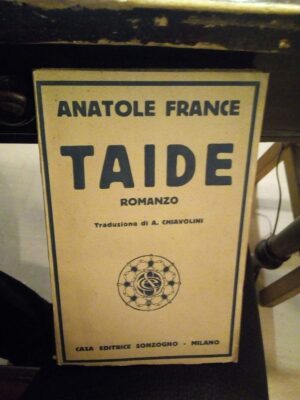 ANATOLE FRANCE
TAIDE
ROMANZO
Traduzione di A. CHIAVOLINI
CASA EDITRICE SONZOGNO - MILANO